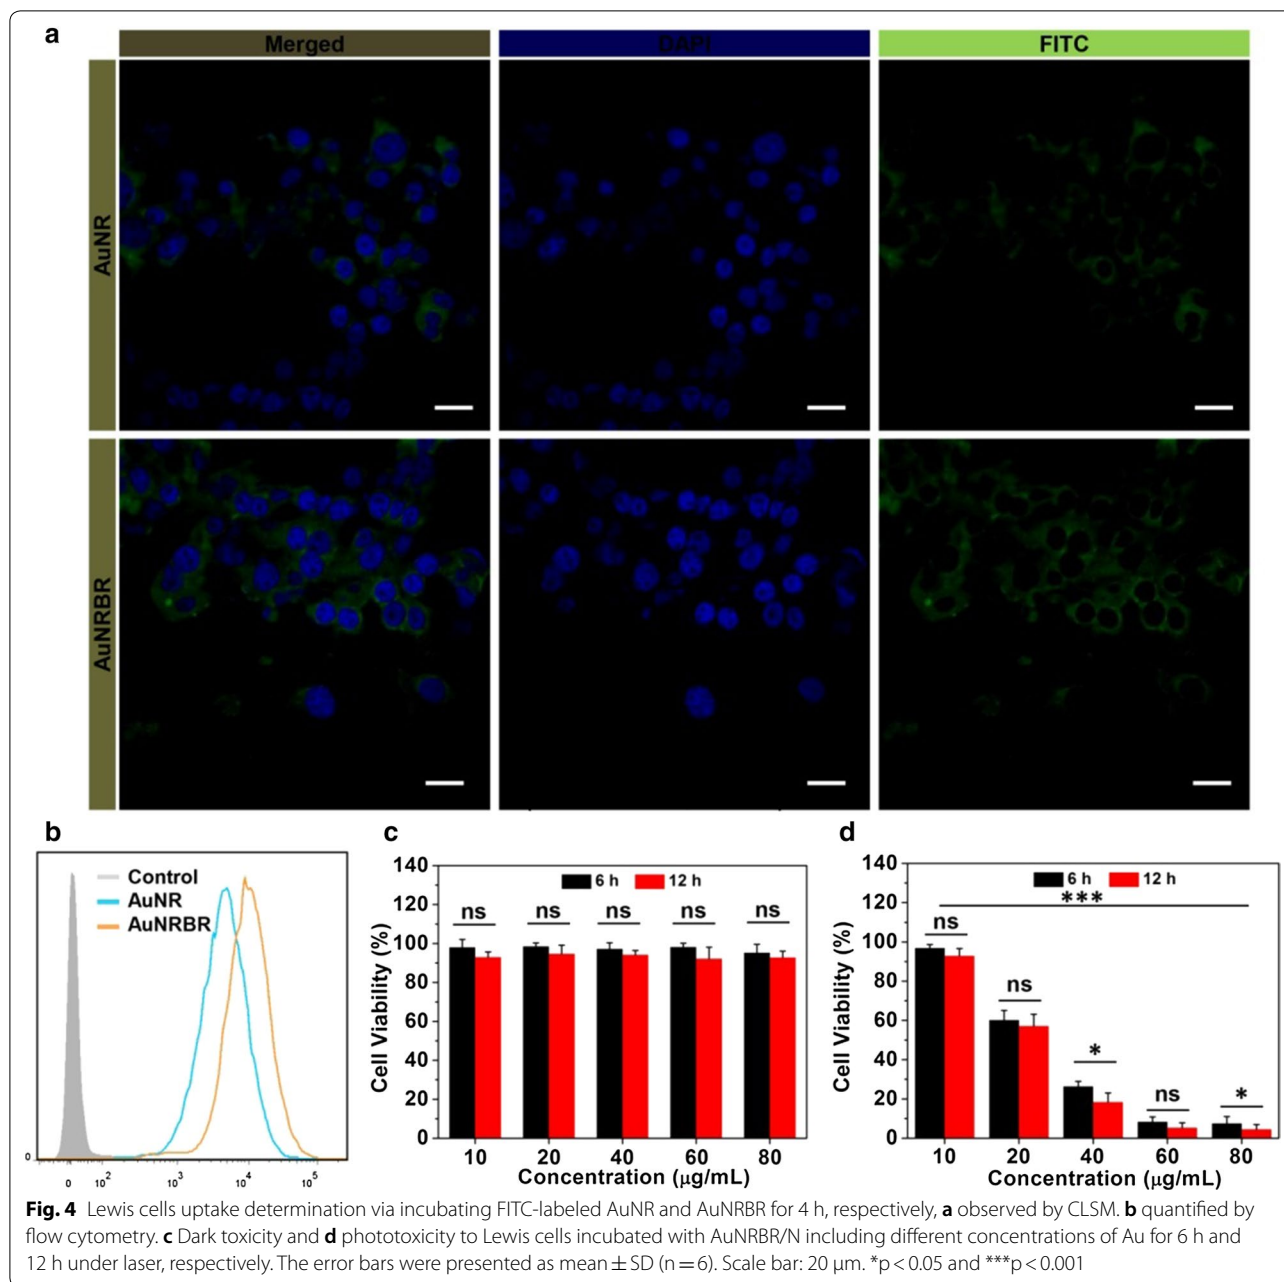 a
Merged DAPI FITC
AuNR
AuNRBR
b
Control
AuNR
AuNRBR
0
0 10² 10³ 10⁴ 10⁵
c
6 h 12 h
Cell Viability (%)
140
120
100
80
60
40
20
0
ns ns ns ns ns
10 20 40 60 80
Concentration (µg/mL)
d
6 h 12 h
***
Cell Viability (%)
140
120
100
80
60
40
20
0
ns ns * ns *
10 20 40 60 80
Concentration (µg/mL)
Fig. 4 Lewis cells uptake determination via incubating FITC-labeled AuNR and AuNRBR for 4 h, respectively, a observed by CLSM. b quantified by
flow cytometry. c Dark toxicity and d phototoxicity to Lewis cells incubated with AuNRBR/N including different concentrations of Au for 6 h and
12 h under laser, respectively. The error bars were presented as mean ± SD (n = 6). Scale bar: 20 µm. *p < 0.05 and ***p < 0.001